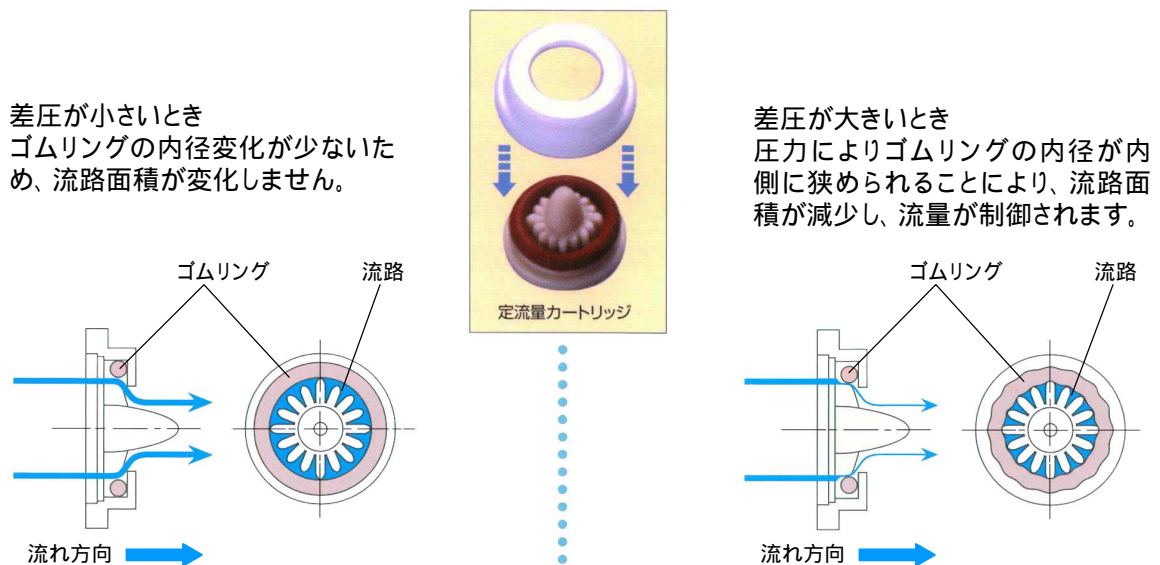 差圧が小さいとき
ゴムリングの内径変化が少ないた
め、流路面積が変化しません。
ゴムリング
流路
流れ方向
定流量カートリッジ
差圧が大きいとき
圧力によりゴムリングの内径が内
側に狭められることにより、流路面
積が減少し、流量が制御されます。
ゴムリング
流路
流れ方向